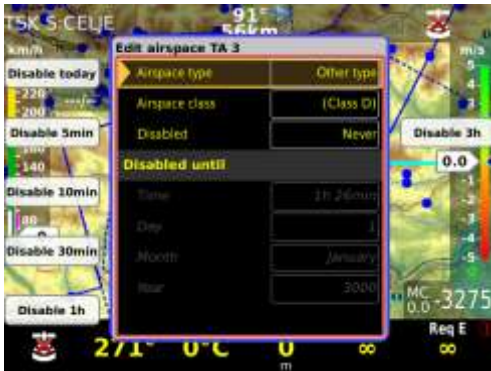 TSK S:CELJE
91°
56km
km/h
m/s
Edit airspace TA 3
Airspace type
Other type
Airspace class
(Class D)
Disabled
Never
Disabled until
Time
1h 26min
Day
1
Month
January
Year
3000
Disable today
Disable 5min
Disable 10min
Disable 30min
Disable 1h
Disable 3h
220
200
140
80
5
4
3
0.0
-1
-2
-3
-4
-5
MC
0.0
-3275
Req E
271°
0°C
0
m
∞
∞